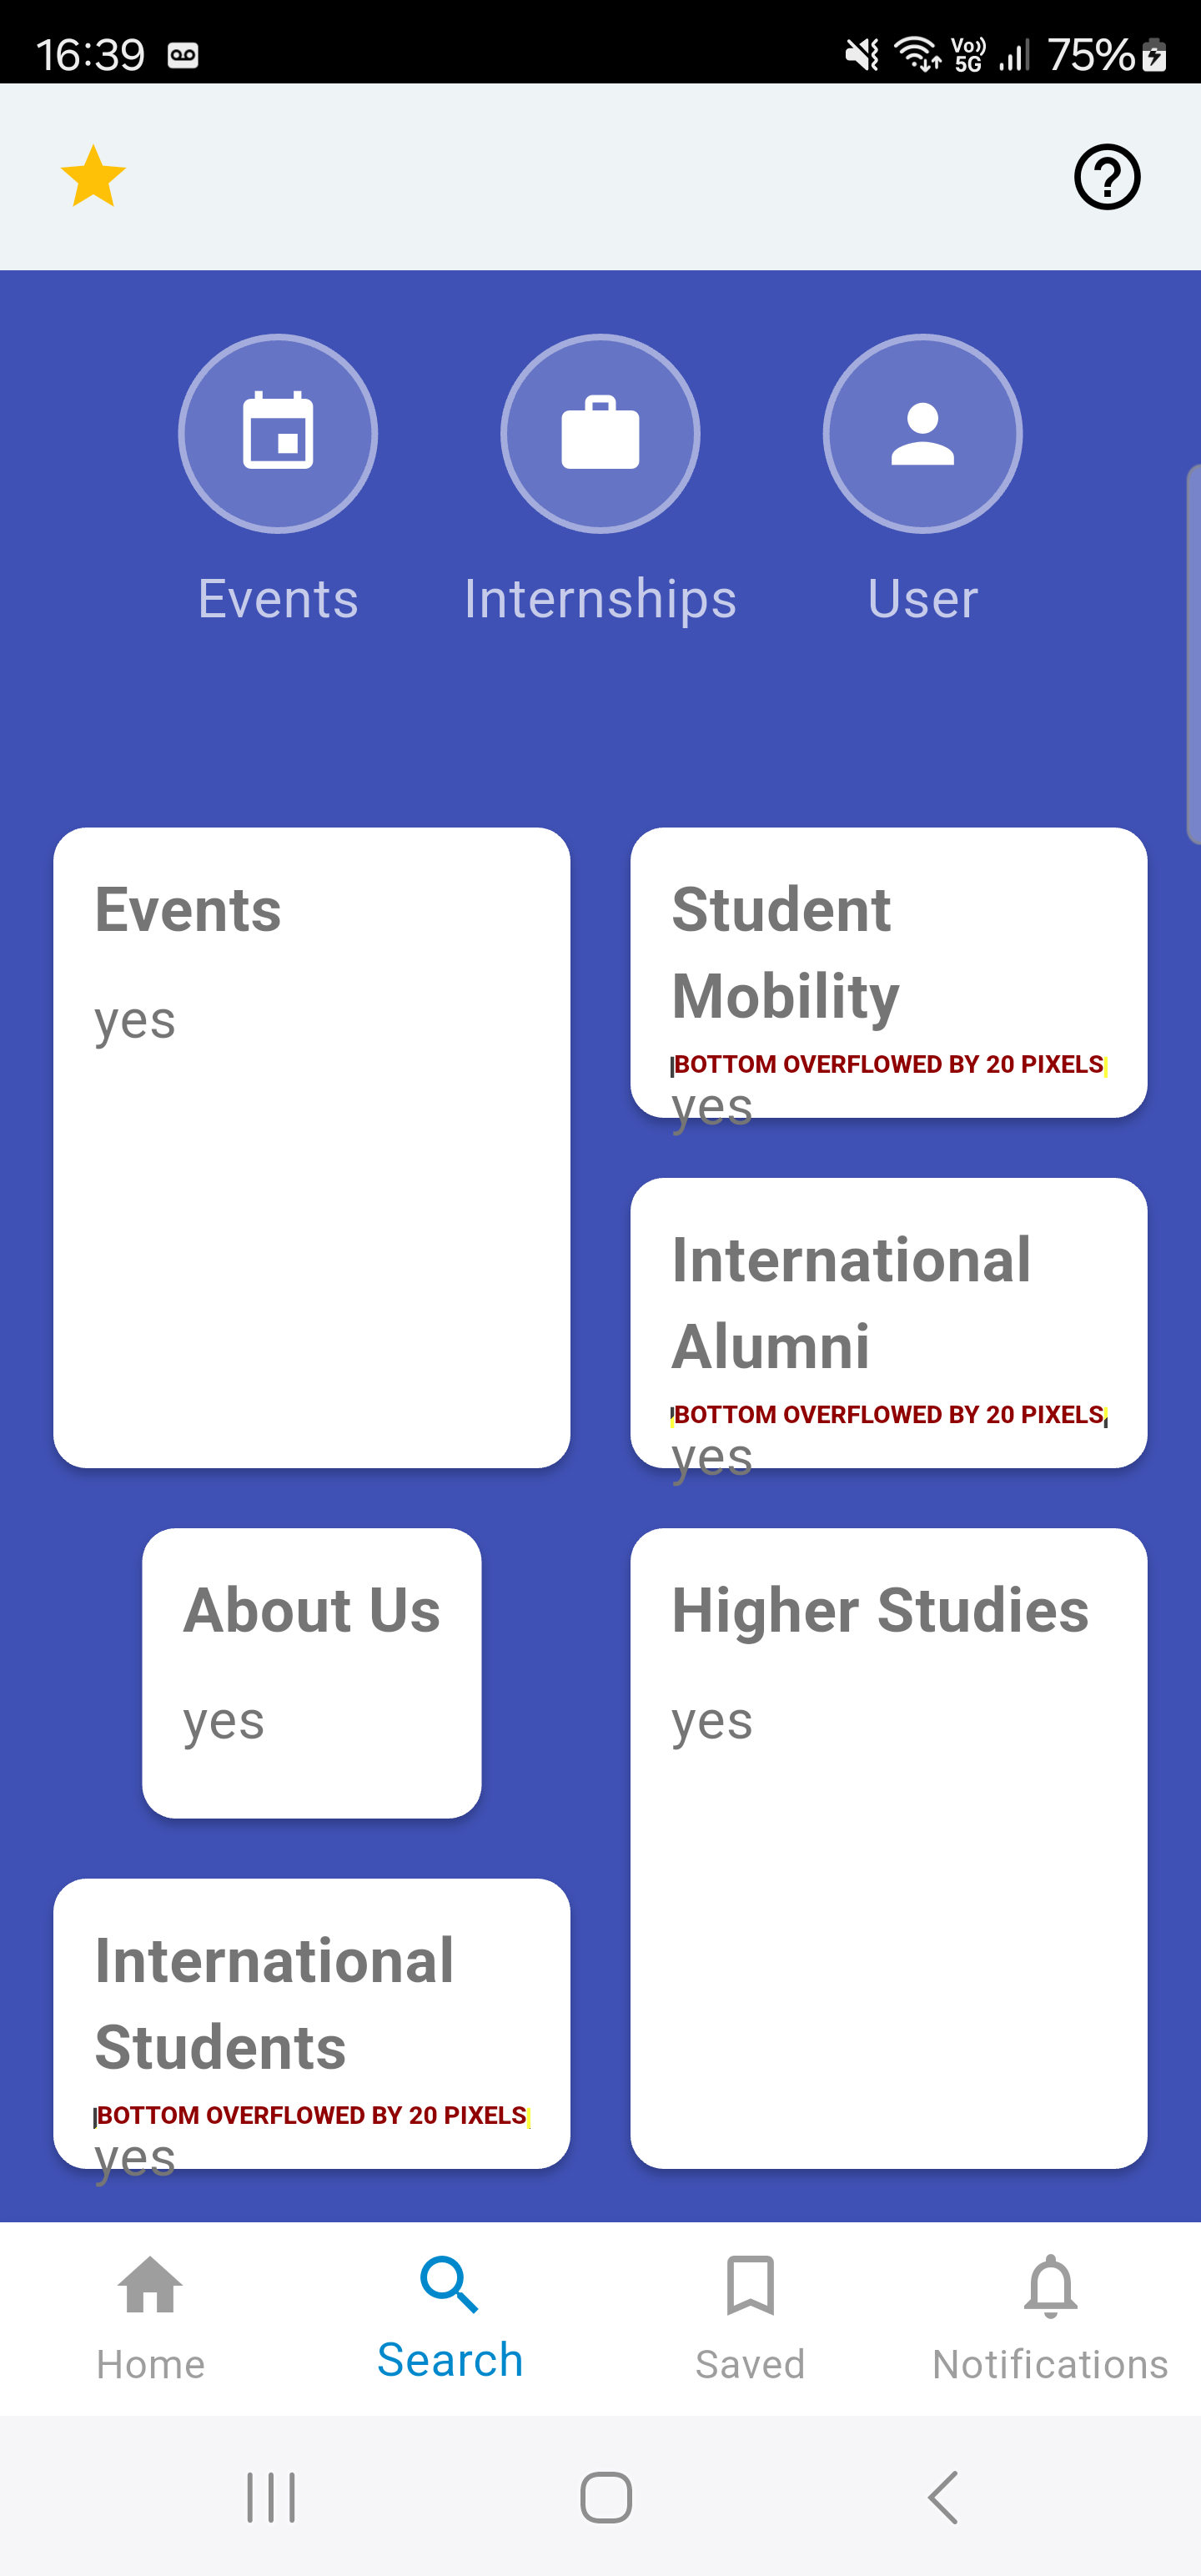 16:39
Vo)) 5G 75%
Events Internships User
Events
yes
Student
Mobility
BOTTOM OVERFLOWED BY 20 PIXELS
yes
International
Alumni
BOTTOM OVERFLOWED BY 20 PIXELS
yes
About Us
yes
Higher Studies
yes
International
Students
BOTTOM OVERFLOWED BY 20 PIXELS
yes
Home Search Saved Notifications